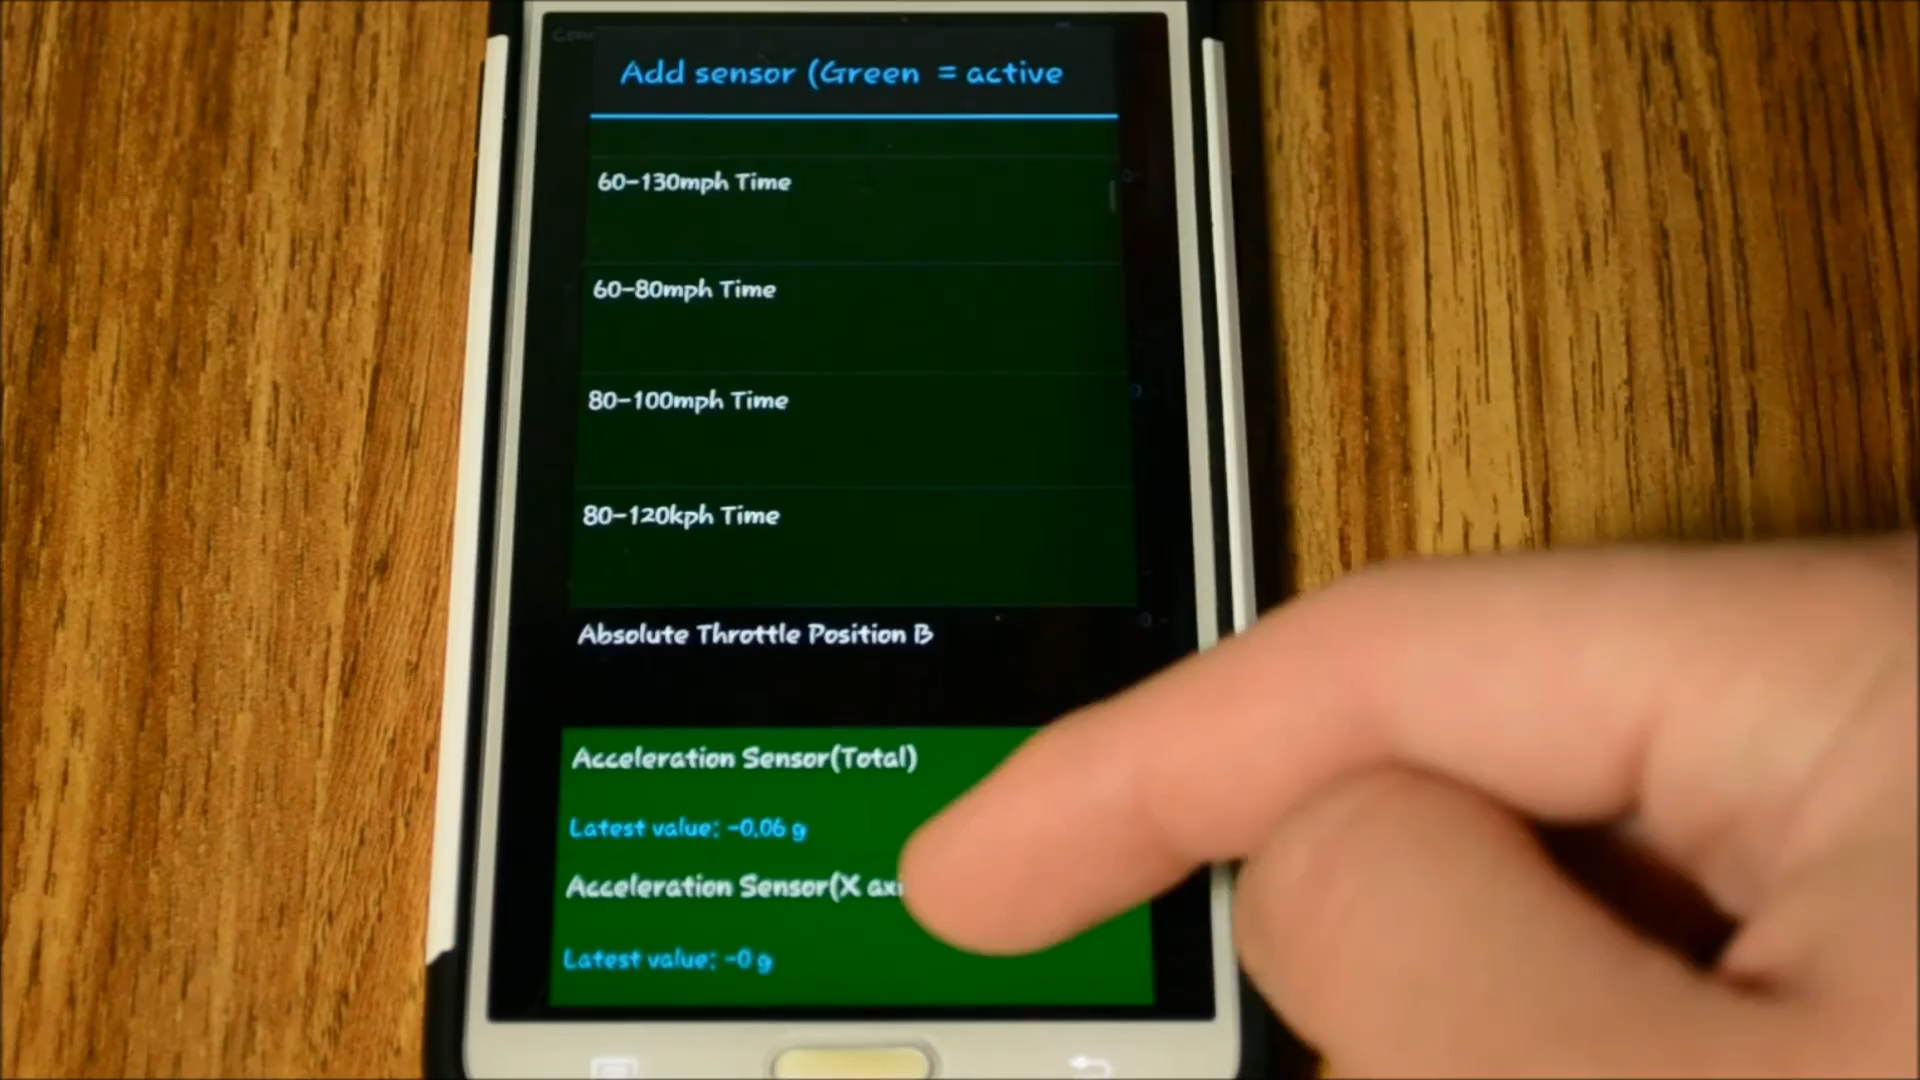 Add sensor (Green = active
60-130mph Time
60-80mph Time
80-100mph Time
80-120kph Time
Absolute Throttle Position B
Acceleration Sensor(Total)
Latest value: -0.06 g
Acceleration Sensor(X axi
Latest value: -0 g